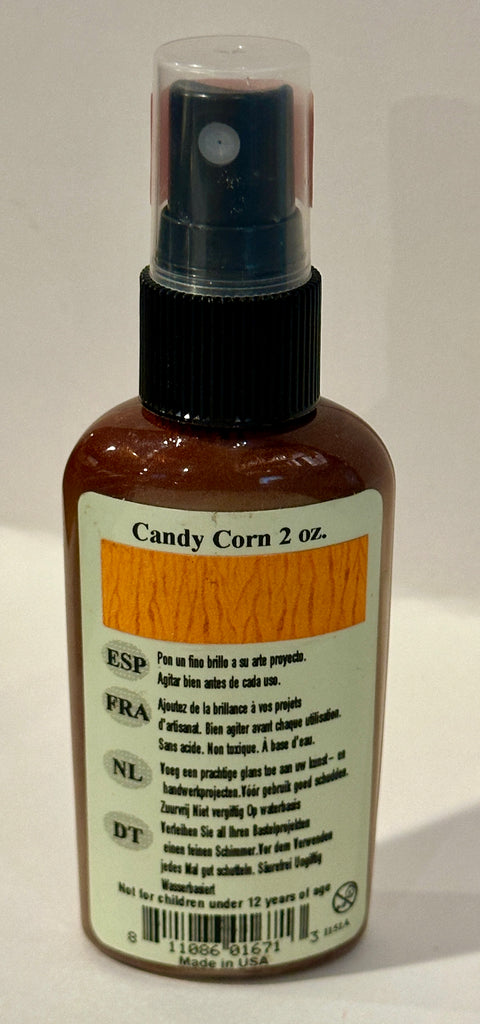 Candy Corn 2 oz.
ESP
Pon un fino brillo a su arte proyecto.
Agitar bien antes de cada uso.
FRA
Ajoutez de la brillance à vos projets
d'artisanat. Bien agiter avant chaque utilisation.
Sans acide. Non toxique. À base d'eau.
NL
Voeg een prachtige glans toe aan uw kunst- en
handwerkprojecten.Vóór gebruik goed schudden.
Zuurvrij Niet vergiftig Op waterbasis
DT
Verleihen Sie all Ihren Bastelprojekten
einen feinen Schimmer.Vor dem Verwenden
jedes Mal gut schutteln. Säurefrei Ungiftig
Wasserbasiert
Not for children under 12 years of age
8 11086 01671 3 1151A
Made in USA